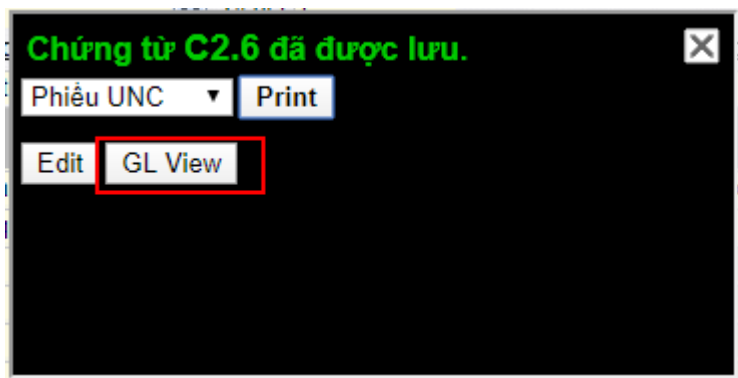 Chứng từ C2.6 đã được lưu.
Phiếu UNC Print
Edit GL View